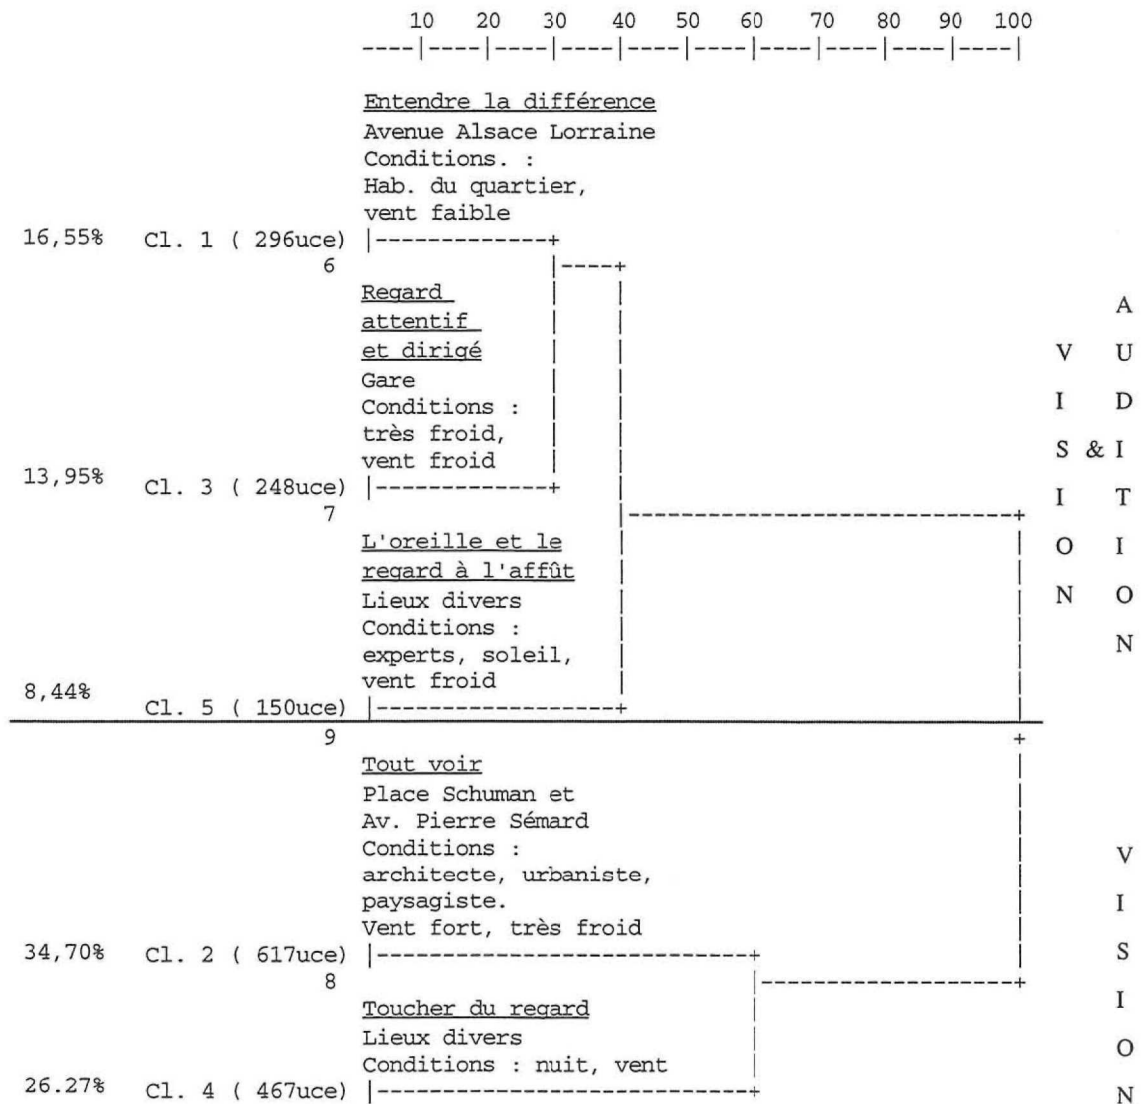 10 20 30 40 50 60 70 80 90 100
----|----|----|----|----|----|----|----|----|----|
Entendre la différence
Avenue Alsace Lorraine
Conditions. :
Hab. du quartier,
vent faible
16,55% Cl. 1 ( 296uce) |-------------+
6 |----+
Regard
attentif
et dirigé
Gare
Conditions :
très froid,
vent froid
13,95% Cl. 3 ( 248uce) |-------------+
7 |-----------------------------+
L'oreille et le
regard à l'affût
Lieux divers
Conditions :
experts, soleil,
vent froid
8,44% Cl. 5 ( 150uce) |------------------+
9 +
VISION & AUDITION
Tout voir
Place Schuman et
Av. Pierre Sémard
Conditions :
architecte, urbaniste,
paysagiste.
Vent fort, très froid
34,70% Cl. 2 ( 617uce) |----------------------------+
8 |-------------------+
Toucher du regard
Lieux divers
Conditions : nuit, vent
26.27% Cl. 4 ( 467uce) |----------------------------+
VISION